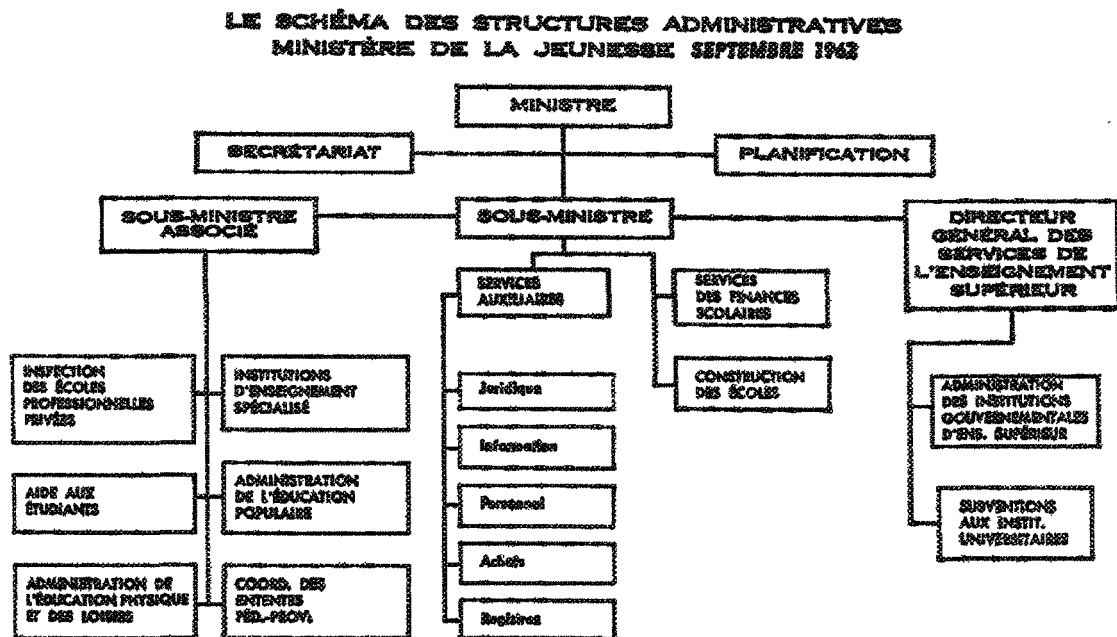 LE SCHÉMA DES STRUCTURES ADMINISTRATIVES
MINISTÈRE DE LA JEUNESSE SEPTEMBRE 1962
MINISTRE
SECRÉTARIAT
PLANIFICATION
SOUS-MINISTRE
ASSOCIÉ
SOUS-MINISTRE
DIRECTEUR
GÉNÉRAL DES
SERVICES DE
L'ENSEIGNEMENT
SUPÉRIEUR
SERVICES
AUXILIAIRES
SERVICES
DES FINANCES
SCOLAIRES
CONSTRUCTION
DES ÉCOLES
INSPECTION
DES ÉCOLES
PROFESSIONNELLES
PRIVÉES
INSTITUTIONS
D'ENSEIGNEMENT
SPÉCIALISÉ
AIDE AUX
ÉTUDIANTS
ADMINISTRATION
DE L'ÉDUCATION
POPULAIRE
ADMINISTRATION DE
L'ÉDUCATION PHYSIQUE
ET DES LOISIRS
COORD. DES
ENTENTES
FÉD.-PROV.
Juridique
Information
Personnel
Achats
Registres
ADMINISTRATION
DES INSTITUTIONS
GOUVERNEMENTALES
D'ENS. SUPÉRIEUR
SUBVENTIONS
AUX INSTIT.
UNIVERSITAIRES